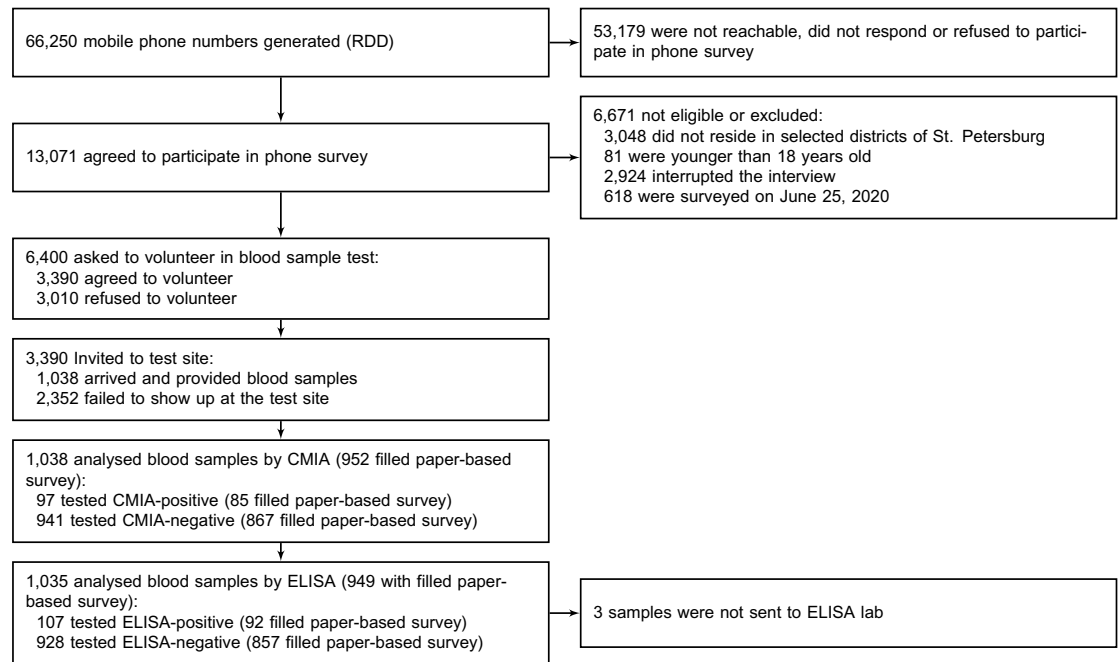 66,250 mobile phone numbers generated (RDD)
53,179 were not reachable, did not respond or refused to partici-
pate in phone survey
13,071 agreed to participate in phone survey
6,671 not eligible or excluded:
3,048 did not reside in selected districts of St. Petersburg
81 were younger than 18 years old
2,924 interrupted the interview
618 were surveyed on June 25, 2020
6,400 asked to volunteer in blood sample test:
3,390 agreed to volunteer
3,010 refused to volunteer
3,390 Invited to test site:
1,038 arrived and provided blood samples
2,352 failed to show up at the test site
1,038 analysed blood samples by CMIA (952 filled paper-based
survey):
97 tested CMIA-positive (85 filled paper-based survey)
941 tested CMIA-negative (867 filled paper-based survey)
1,035 analysed blood samples by ELISA (949 with filled paper-
based survey):
107 tested ELISA-positive (92 filled paper-based survey)
928 tested ELISA-negative (857 filled paper-based survey)
3 samples were not sent to ELISA lab